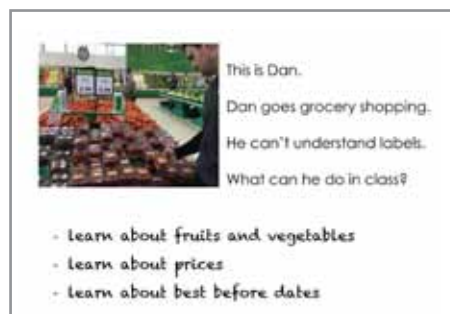 This is Dan.
Dan goes grocery shopping.
He can't understand labels.
What can he do in class?
- learn about fruits and vegetables
- learn about prices
- learn about best before dates